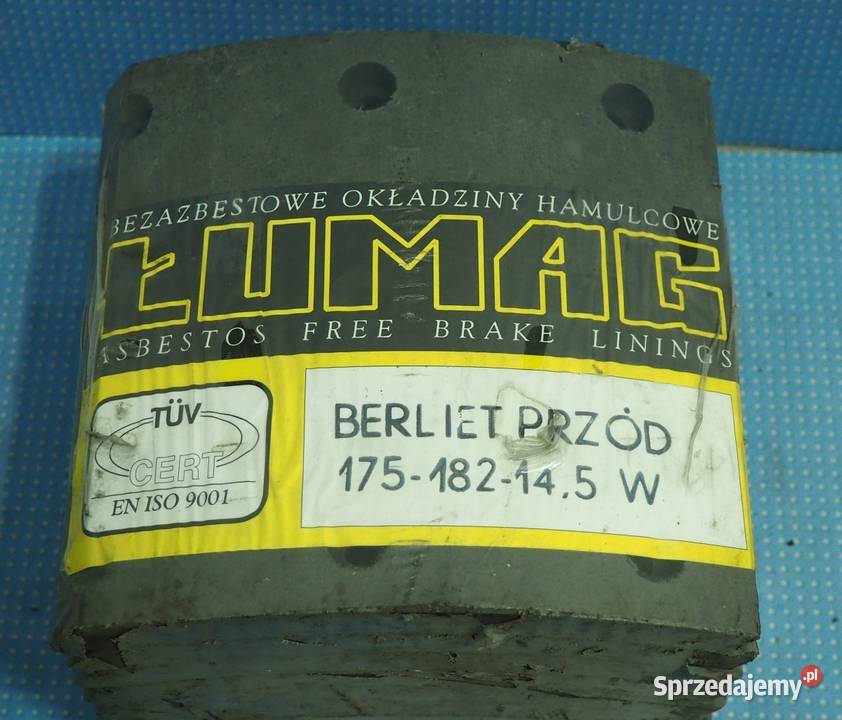 BEZAZBESTOWE OKŁADZINY HAMULCOWE
ŁUMAG
ASBESTOS FREE BRAKE LININGS
TÜV
CERT
EN ISO 9001
BERLIET PRZÓD
175-182-14.5 W
Sprzedajemy.pl